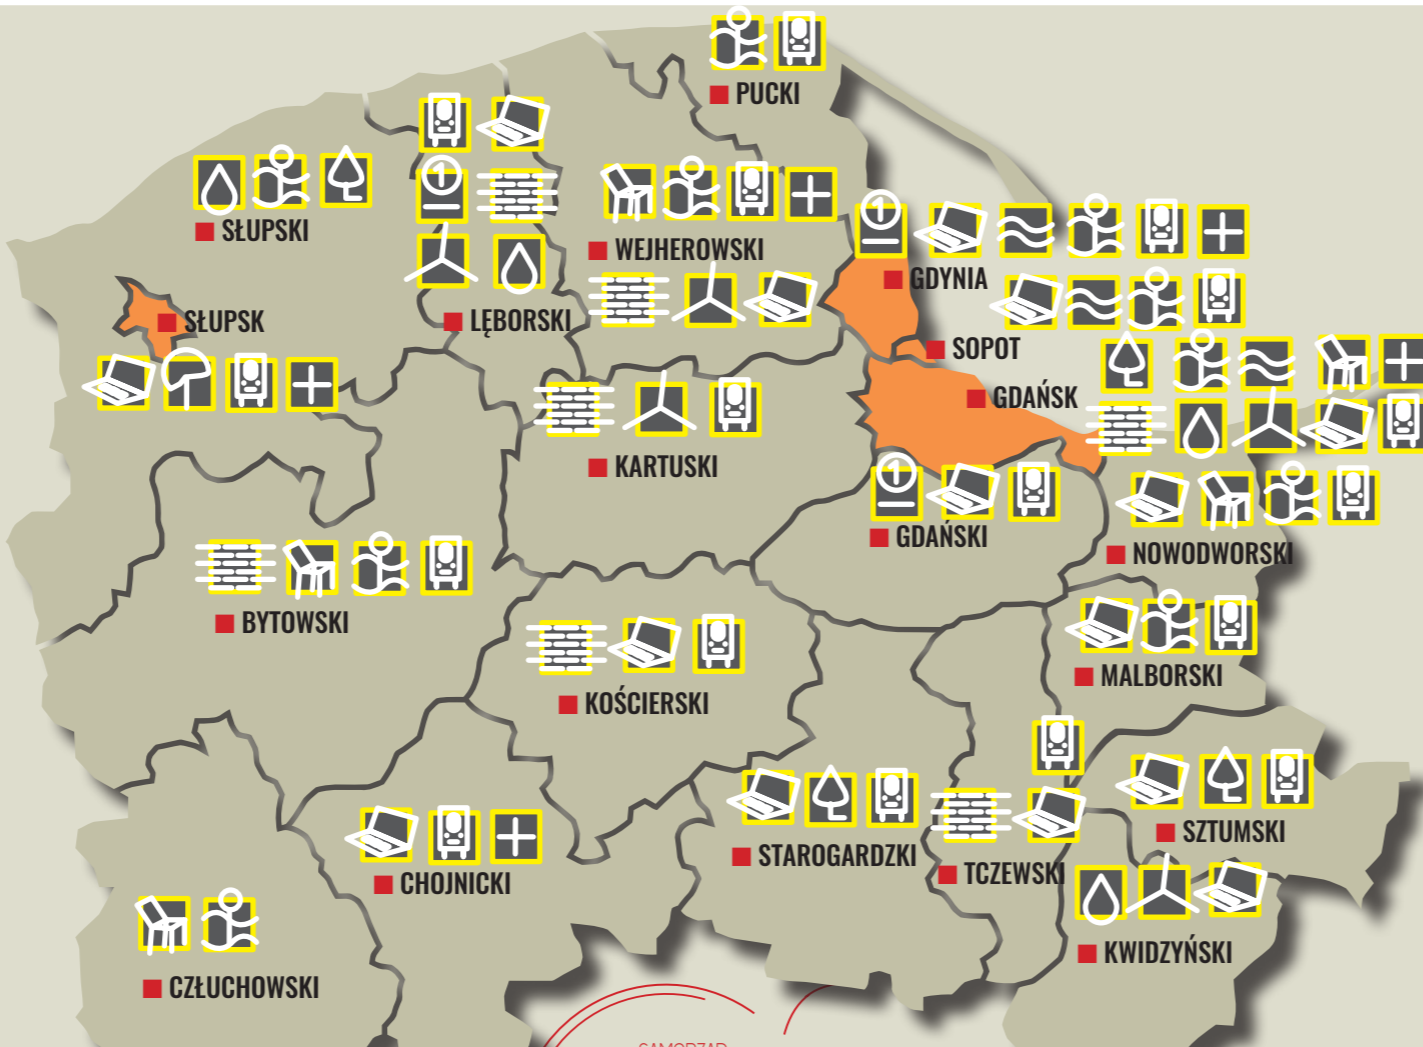 PUCKI
SŁUPSKI
WEJHEROWSKI
GDYNIA
SŁUPSK
LĘBORSKI
SOPOT
GDAŃSK
KARTUSKI
GDAŃSKI
NOWODWORSKI
BYTOWSKI
MALBORSKI
KOŚCIERSKI
SZTUMSKI
STAROGARDZKI
TCZEWSKI
CHOJNICKI
KWIDZYŃSKI
CZŁUCHOWSKI